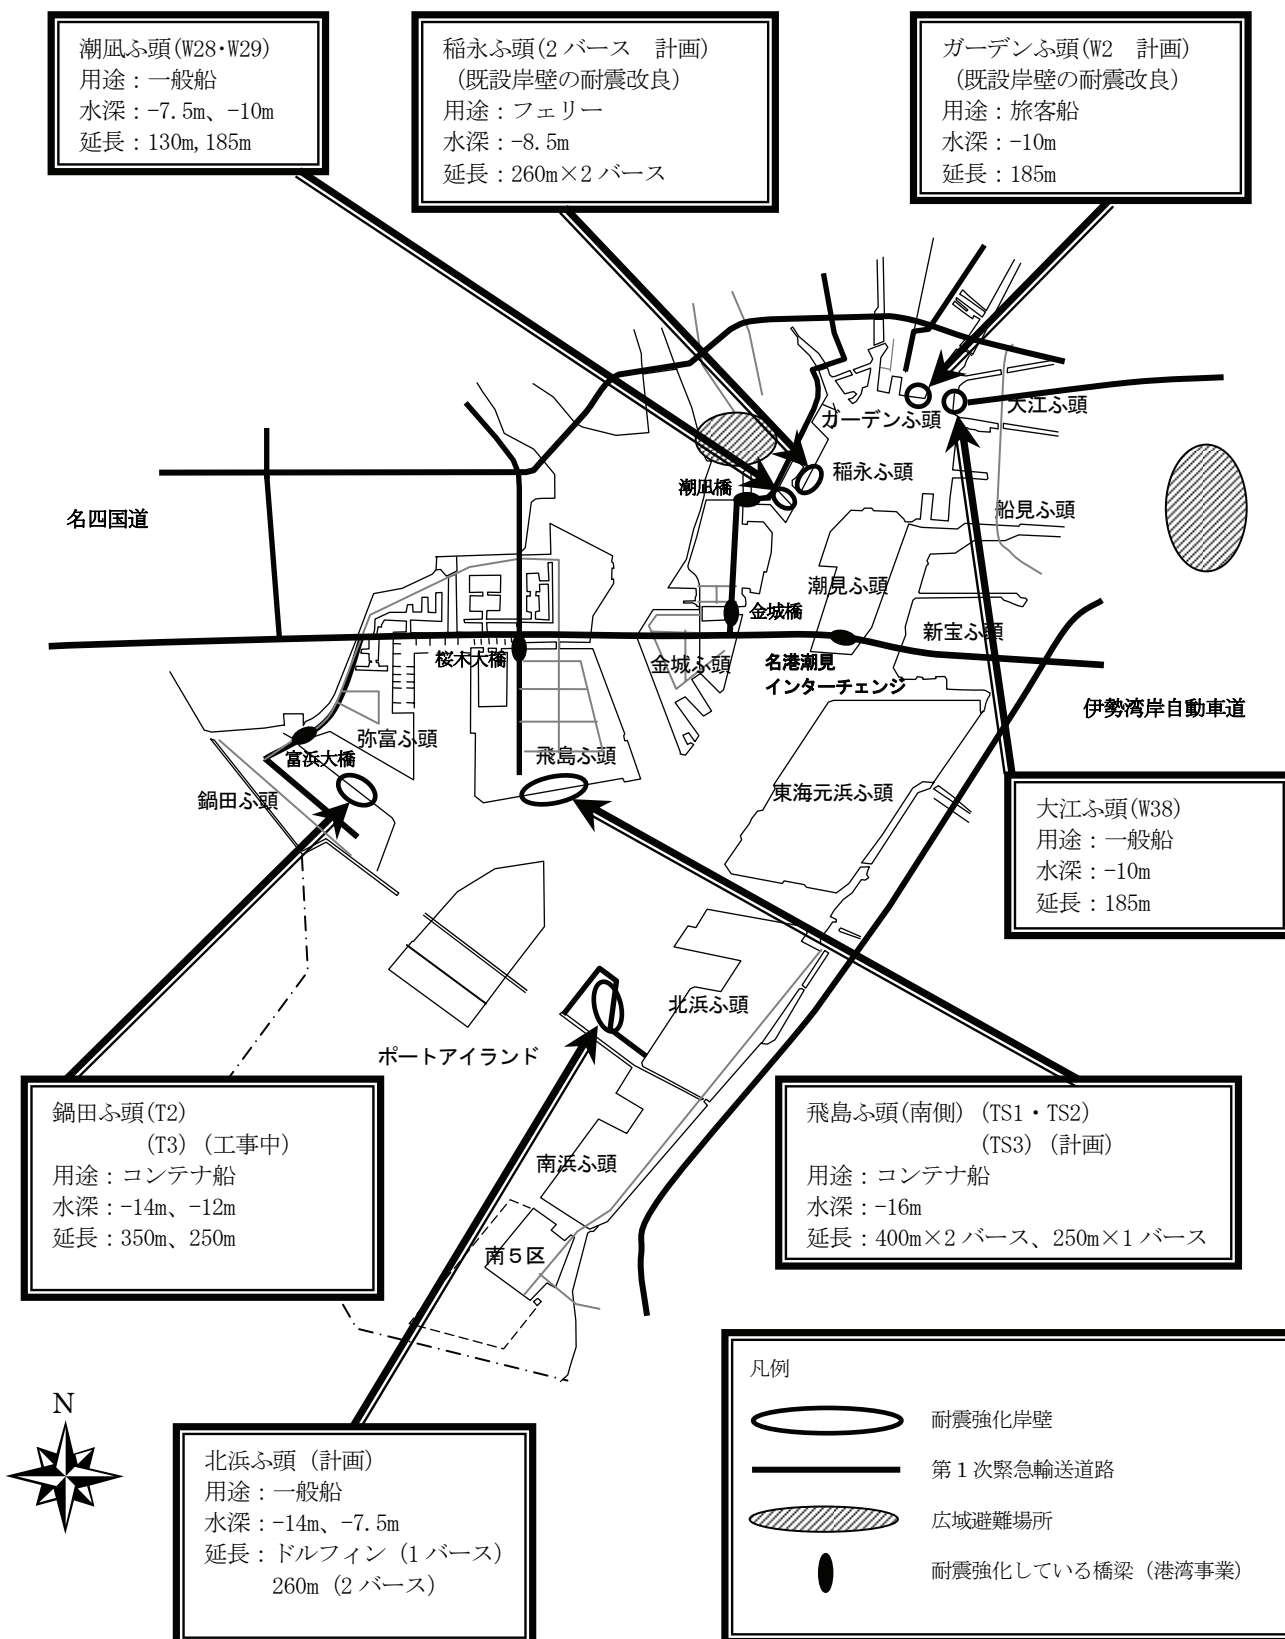 潮凪ふ頭(W28･W29)
用途：一般船
水深：-7.5m、-10m
延長：130m,185m
稲永ふ頭(2 バース　計画)
(既設岸壁の耐震改良)
用途：フェリー
水深：-8.5m
延長：260m×2 バース
ガーデンふ頭(W2　計画)
(既設岸壁の耐震改良)
用途：旅客船
水深：-10m
延長：185m
大江ふ頭
ガーデンふ頭
稲永ふ頭
潮凪橋
船見ふ頭
名四国道
潮見ふ頭
金城橋
新宝ふ頭
桜木大橋
金城ふ頭
名港潮見
インターチェンジ
伊勢湾岸自動車道
弥富ふ頭
富浜大橋
飛島ふ頭
鍋田ふ頭
東海元浜ふ頭
大江ふ頭(W38)
用途：一般船
水深：-10m
延長：185m
北浜ふ頭
ポートアイランド
鍋田ふ頭(T2)
(T3)（工事中）
用途：コンテナ船
水深：-14m、-12m
延長：350m、250m
飛島ふ頭(南側)（TS1・TS2）
(TS3)（計画）
用途：コンテナ船
水深：-16m
延長：400m×2 バース、250m×1 バース
南浜ふ頭
南５区
凡例
耐震強化岸壁
第１次緊急輸送道路
広域避難場所
耐震強化している橋梁（港湾事業）
N
北浜ふ頭（計画）
用途：一般船
水深：-14m、-7.5m
延長：ドルフィン（1 バース）
260m（2 バース）